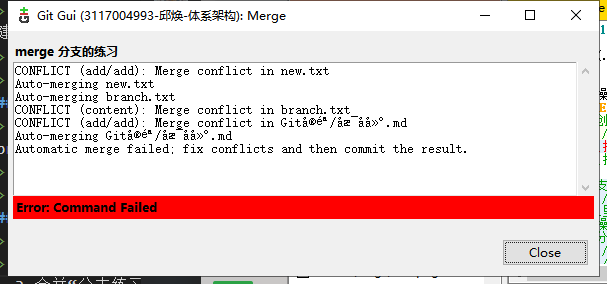 Git Gui (3117004993-邱焕-体系架构): Merge
merge 分支的练习
CONFLICT (add/add): Merge conflict in new.txt
Auto-merging new.txt
Auto-merging branch.txt
CONFLICT (content): Merge conflict in branch.txt
CONFLICT (add/add): Merge conflict in Gitå®éª/åæ¯åå»º.md
Auto-merging Gitå®éª/åæ¯åå»º.md
Automatic merge failed; fix conflicts and then commit the result.
Error: Command Failed
Close